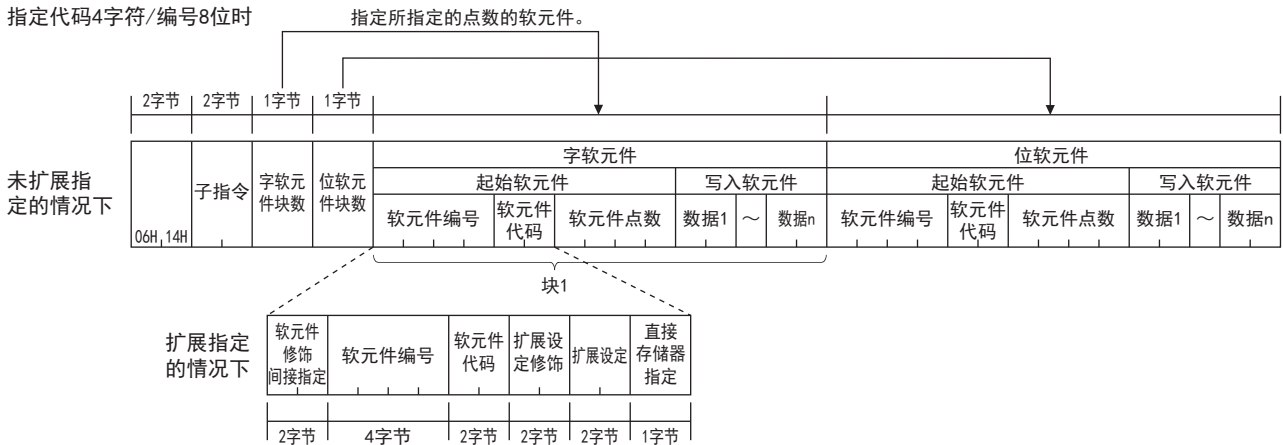 指定代码4字符/编号8位时
指定所指定的点数的软元件。
2字节 2字节 1字节 1字节
未扩展指
定的情况下
06H 14H
子指令
字软元
件块数
位软元
件块数
字软元件
位软元件
起始软元件
写入软元件
起始软元件
写入软元件
软元件编号
软元件
代码
软元件点数
数据1
～
数据n
软元件编号
软元件
代码
软元件点数
数据1
～
数据n
块1
扩展指定
的情况下
软元件
修饰
间接指定
软元件编号
软元件
代码
扩展设
定修饰
扩展设定
直接
存储器
指定
2字节 4字节 2字节 2字节 2字节 1字节